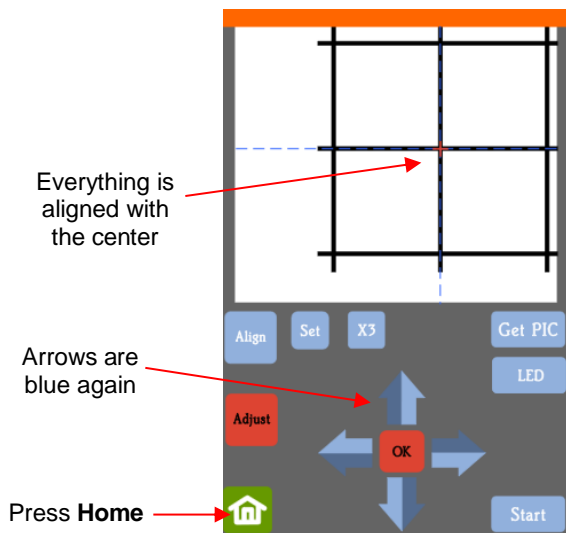 Everything is
aligned with
the center
Align
Set
X3
Get PIC
LED
Arrows are
blue again
Adjust
OK
Press Home
Start